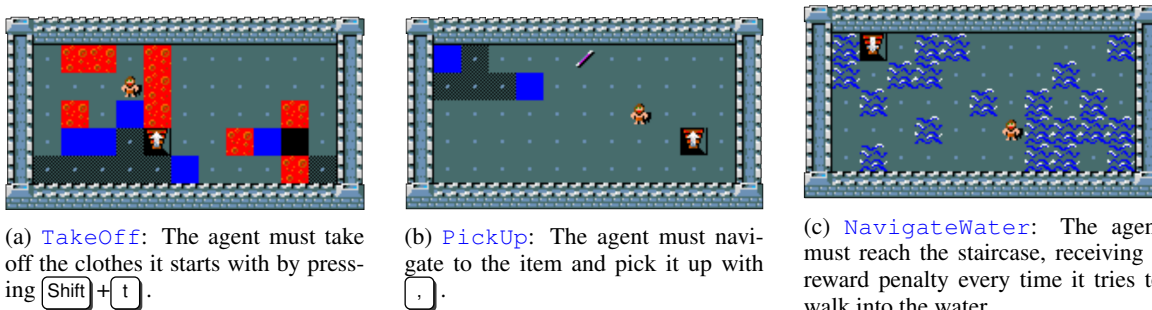 (a) TakeOff: The agent must take
off the clothes it starts with by press-
ing Shift + t .
(b) PickUp: The agent must navi-
gate to the item and pick it up with
, .
(c) NavigateWater: The agen
must reach the staircase, receiving
reward penalty every time it tries t
walk into the water